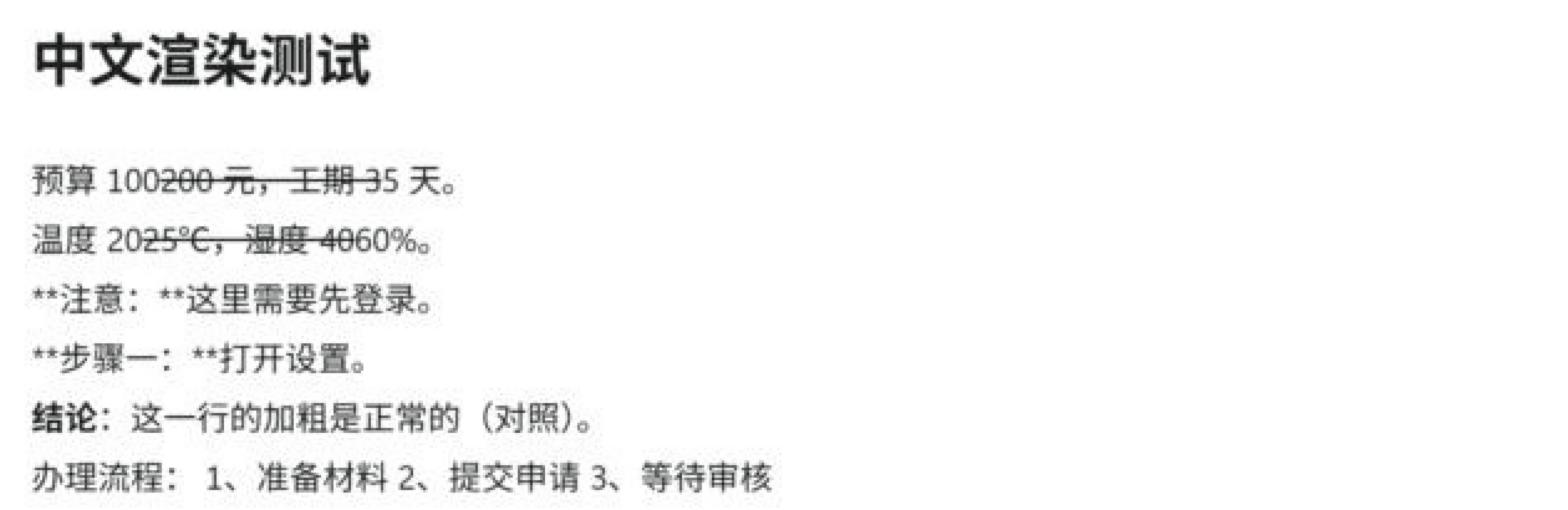 中文渲染测试
预算 100200 元，工期 35 天。
温度 2025℃，湿度 4060%。
**注意：**这里需要先登录。
**步骤一：**打开设置。
结论：这一行的加粗是正常的（对照）。
办理流程： 1、准备材料 2、提交申请 3、等待审核